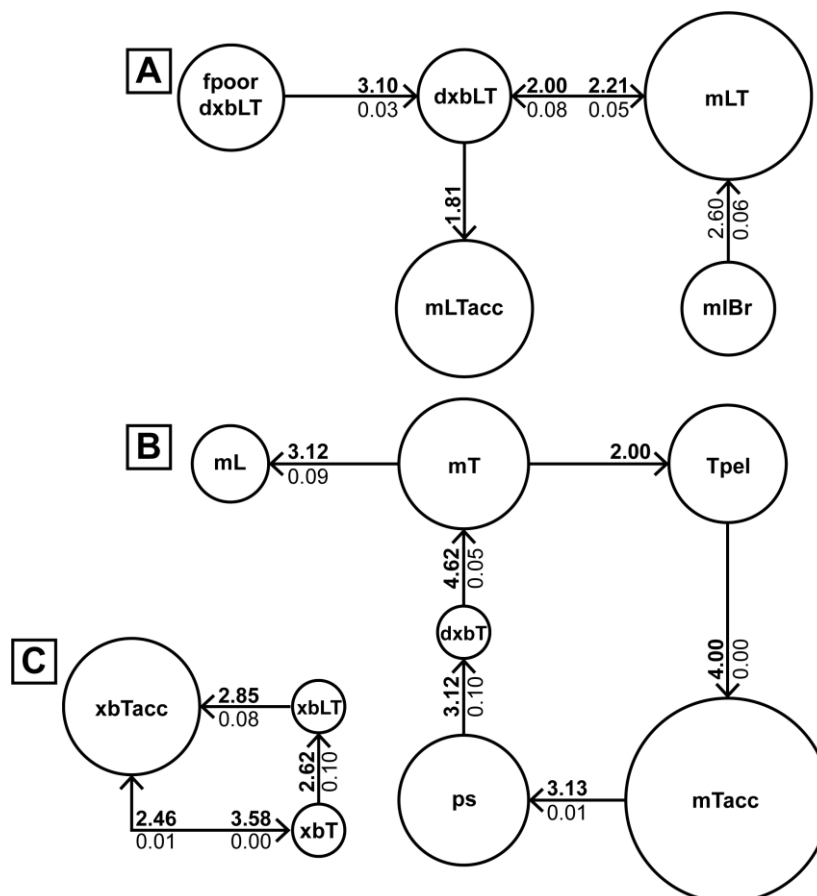 A
fpoor
dxbLT
3.10
0.03
dxbLT
2.00
0.08
2.21
0.05
mLT
1.81
2.60
0.06
mLTacc
mlBr
B
mL
3.12
0.09
mT
2.00
Tpel
4.62
0.05
dxbT
3.12
0.10
4.00
0.00
C
xbTacc
2.85
0.08
xbLT
2.62
0.10
2.46
0.01
3.58
0.00
xbT
ps
3.13
0.01
mTacc